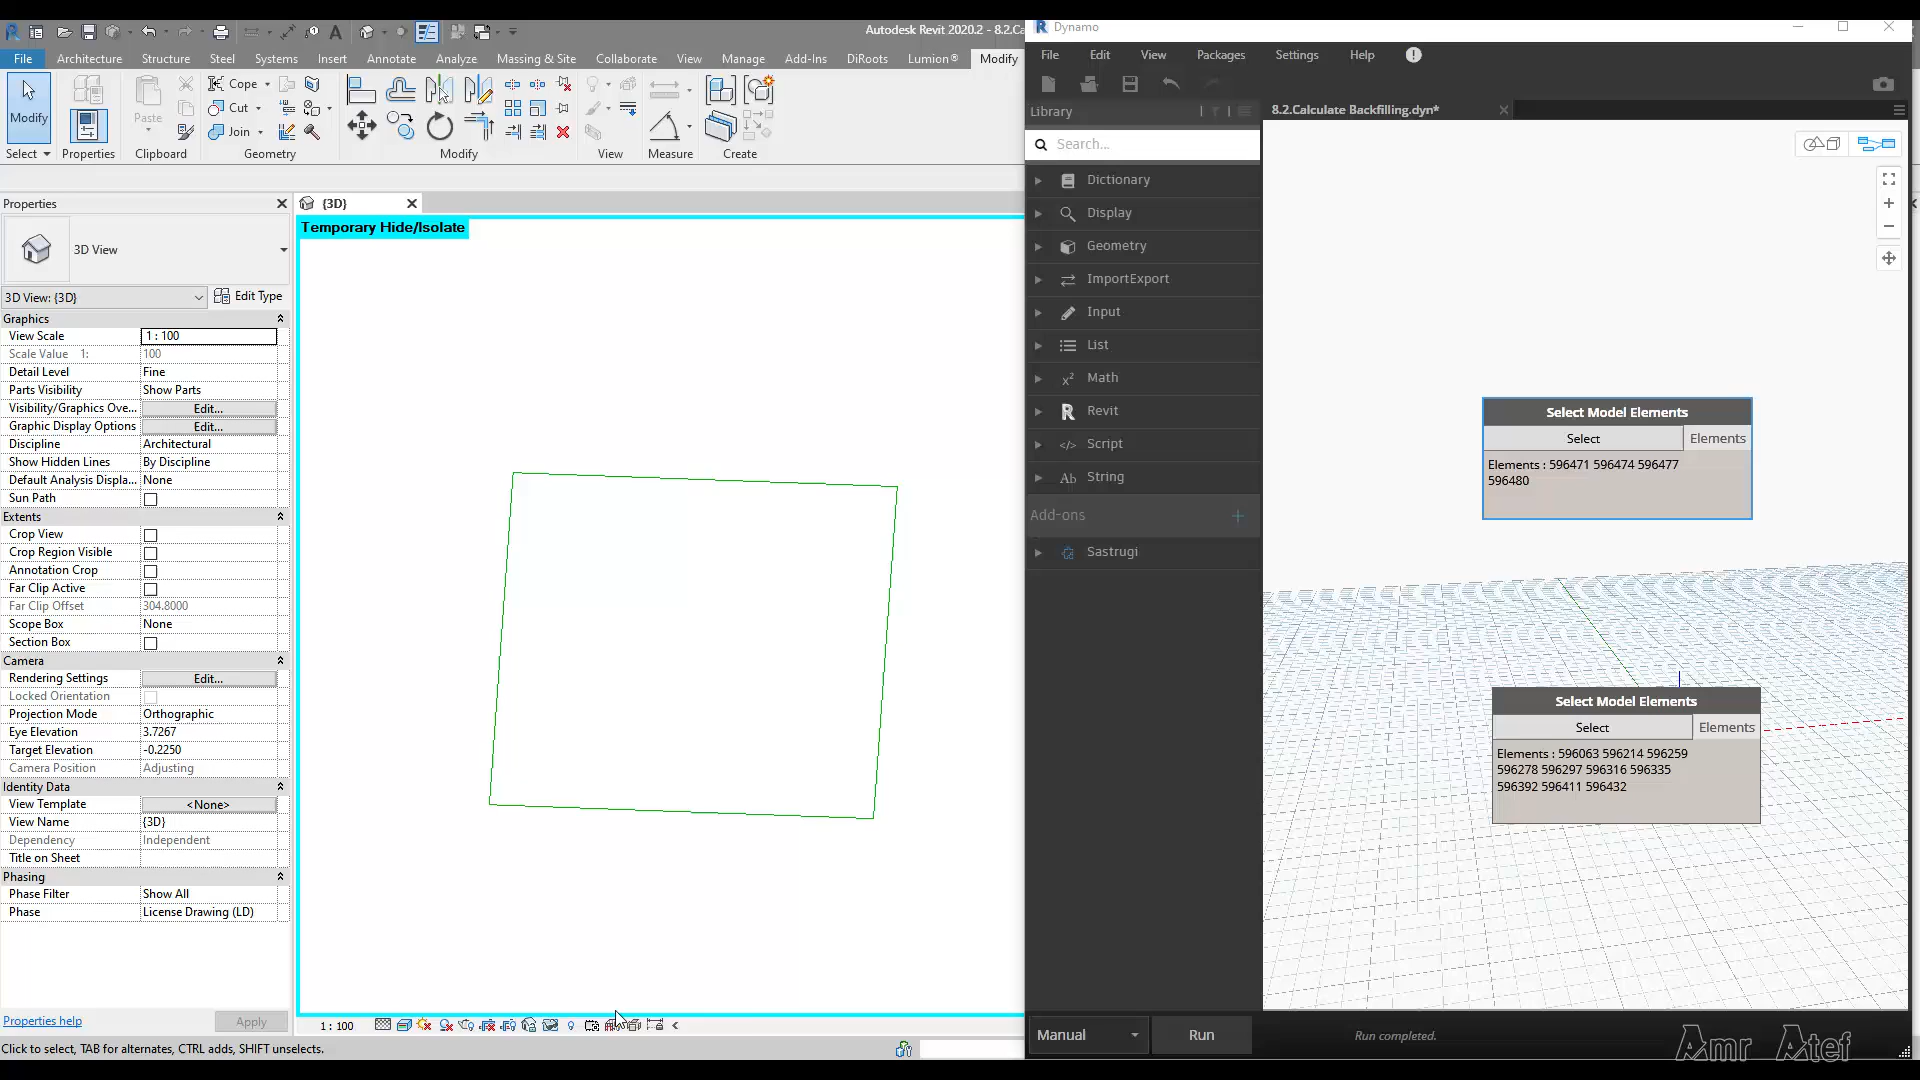 Autodesk Revit 2020.2 - 8.2.Ca
Dynamo
File Architecture Structure Steel Systems Insert Annotate Analyze Massing & Site Collaborate View Manage Add-Ins DiRoots Lumion® Modify
File Edit View Packages Settings Help
Modify
Paste
Cope
Cut
Join
Select Properties Clipboard Geometry Modify View Measure Create
Library
8.2.Calculate Backfilling.dyn*
Search...
Properties
{3D}
Temporary Hide/Isolate
3D View
3D View: {3D}
Edit Type
Graphics
View Scale 1 : 100
Scale Value 1: 100
Detail Level Fine
Parts Visibility Show Parts
Visibility/Graphics Ove... Edit...
Graphic Display Options Edit...
Discipline Architectural
Show Hidden Lines By Discipline
Default Analysis Displa... None
Sun Path
Extents
Crop View
Crop Region Visible
Annotation Crop
Far Clip Active
Far Clip Offset 304.8000
Scope Box None
Section Box
Camera
Rendering Settings Edit...
Locked Orientation
Projection Mode Orthographic
Eye Elevation 3.7267
Target Elevation -0.2250
Camera Position Adjusting
Identity Data
View Template <None>
View Name {3D}
Dependency Independent
Title on Sheet
Phasing
Phase Filter Show All
Phase License Drawing (LD)
Properties help
Apply
1 : 100
Click to select, TAB for alternates, CTRL adds, SHIFT unselects.
Dictionary
Display
Geometry
ImportExport
Input
List
Math
Revit
Script
String
Add-ons
Sastrugi
Select Model Elements
Select Elements
Elements : 596471 596474 596477
596480
Select Model Elements
Select Elements
Elements : 596063 596214 596259
596278 596297 596316 596335
596392 596411 596432
Manual Run
Run completed.
Amr Atef